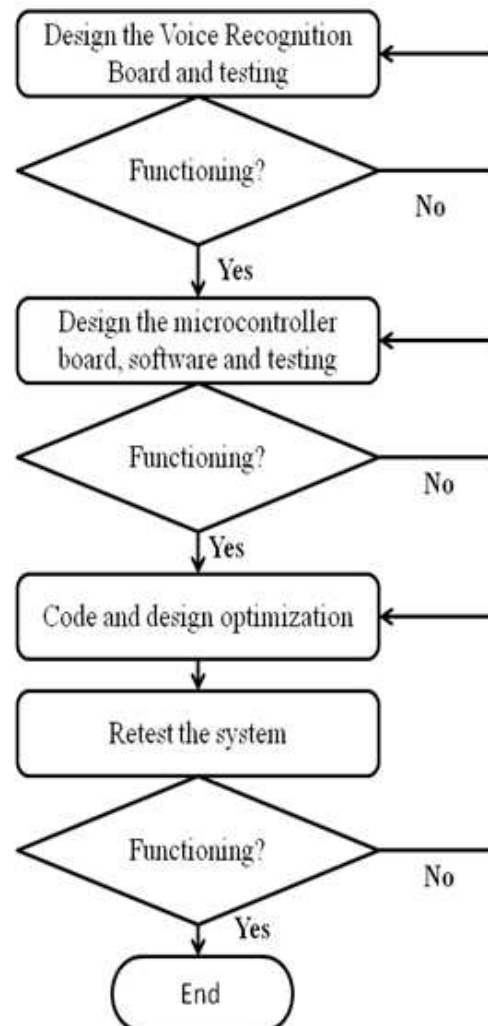 Design the Voice Recognition
Board and testing
Functioning?
No
Yes
Design the microcontroller
board, software and testing
Functioning?
No
Yes
Code and design optimization
Retest the system
Functioning?
No
Yes
End